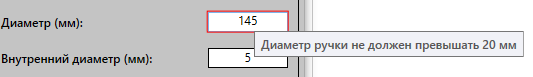 Диаметр (мм): 145
Диаметр ручки не должен превышать 20 мм
Внутренний диаметр (мм): 5